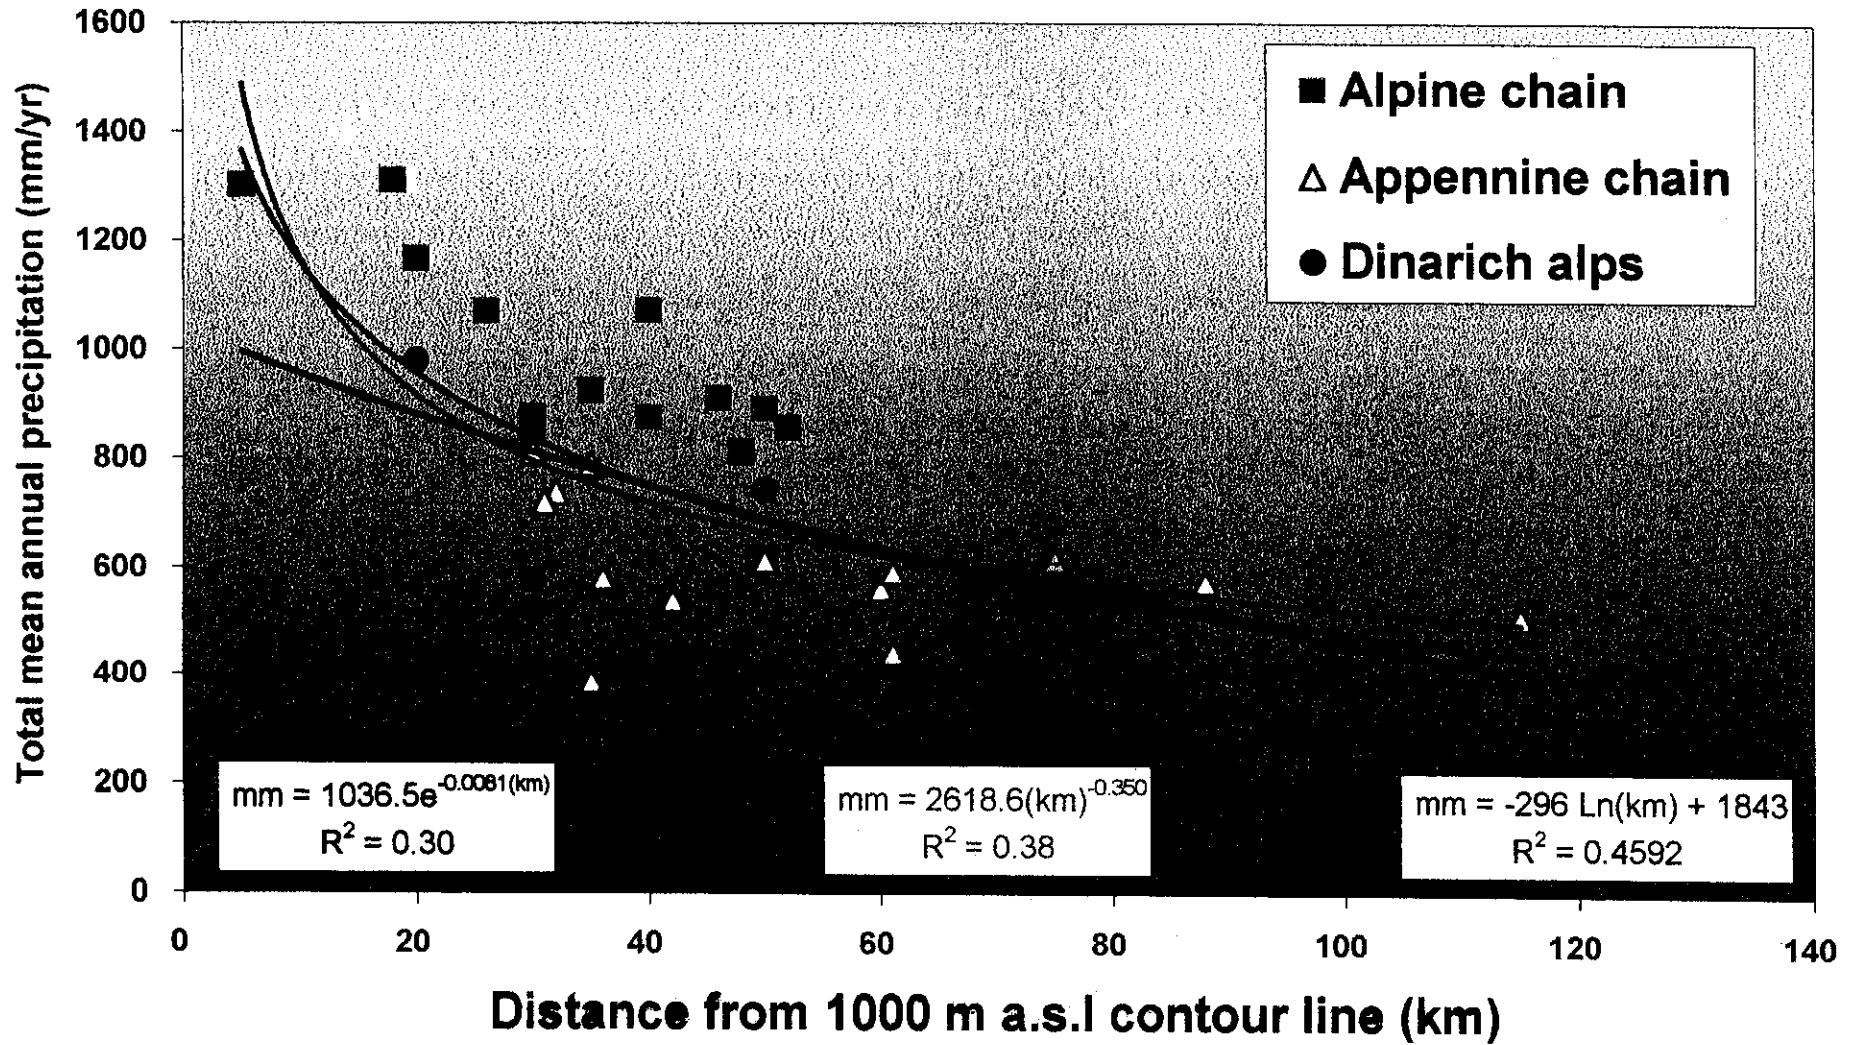 1600
1400
1200
1000
800
600
400
200
0
Total mean annual precipitation (mm/yr)
Alpine chain
Appennine chain
Dinarich alps
mm = 1036.5e^-0.0081(km)
R² = 0.30
mm = 2618.6(km)^-0.350
R² = 0.38
mm = -296 Ln(km) + 1843
R² = 0.4592
0 20 40 60 80 100 120 140
Distance from 1000 m a.s.l contour line (km)